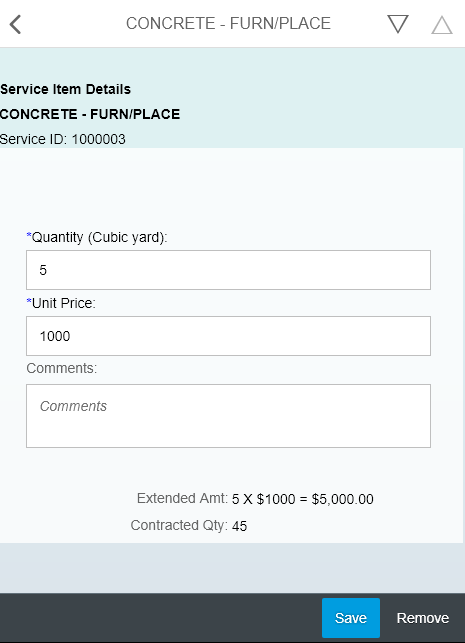 CONCRETE - FURN/PLACE
Service Item Details
CONCRETE - FURN/PLACE
Service ID: 1000003
*Quantity (Cubic yard):
5
*Unit Price:
1000
Comments:
Comments
Extended Amt: 5 X $1000 = $5,000.00
Contracted Qty: 45
Save Remove